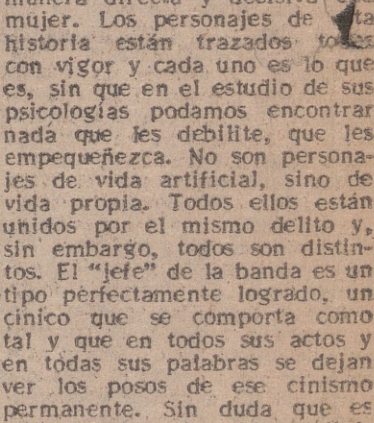 mujer. Los personajes de
historia están trazados todos
con vigor y cada uno es lo que
es, sin que en el estudio de sus
psicologías podamos encontrar
nada que les debilite, que les
empequeñezca. No son persona-
jes de vida artificial, sino de
vida propia. Todos ellos están
unidos por el mismo delito y,
sin embargo, todos son distin-
tos. El "jefe" de la banda es un
tipo perfectamente logrado, un
cínico que se comporta como
tal y que en todos sus actos y
en todas sus palabras se dejan
ver los posos de ese cinismo
permanente. Sin duda que es